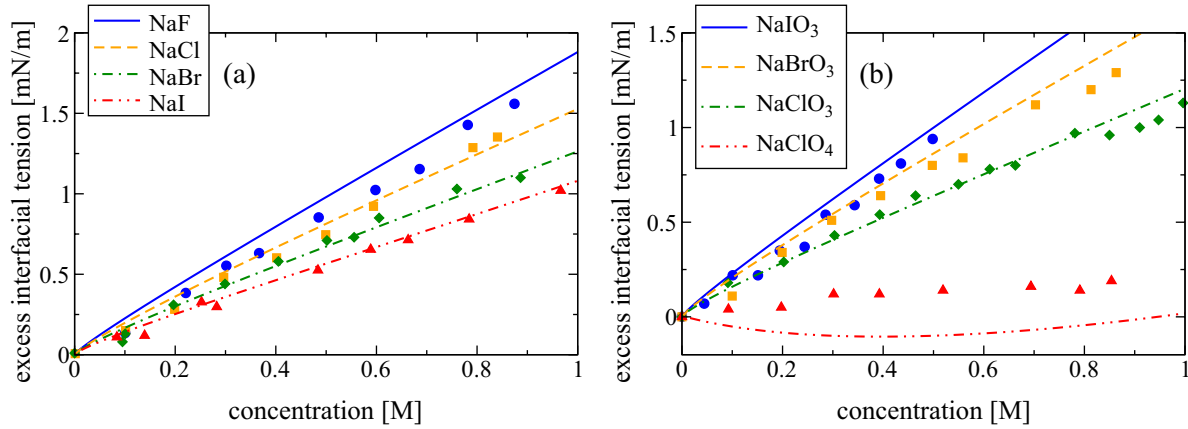 NaF
NaCl
NaBr
NaI
(a)
excess interfacial tension [mN/m]
2
1.5
1
0.5
0
0
0.2
0.4
0.6
0.8
1
concentration [M]
NaIO3
NaBrO3
NaClO3
NaClO4
(b)
excess interfacial tension [mN/m]
1.5
1
0.5
0
0
0.2
0.4
0.6
0.8
1
concentration [M]